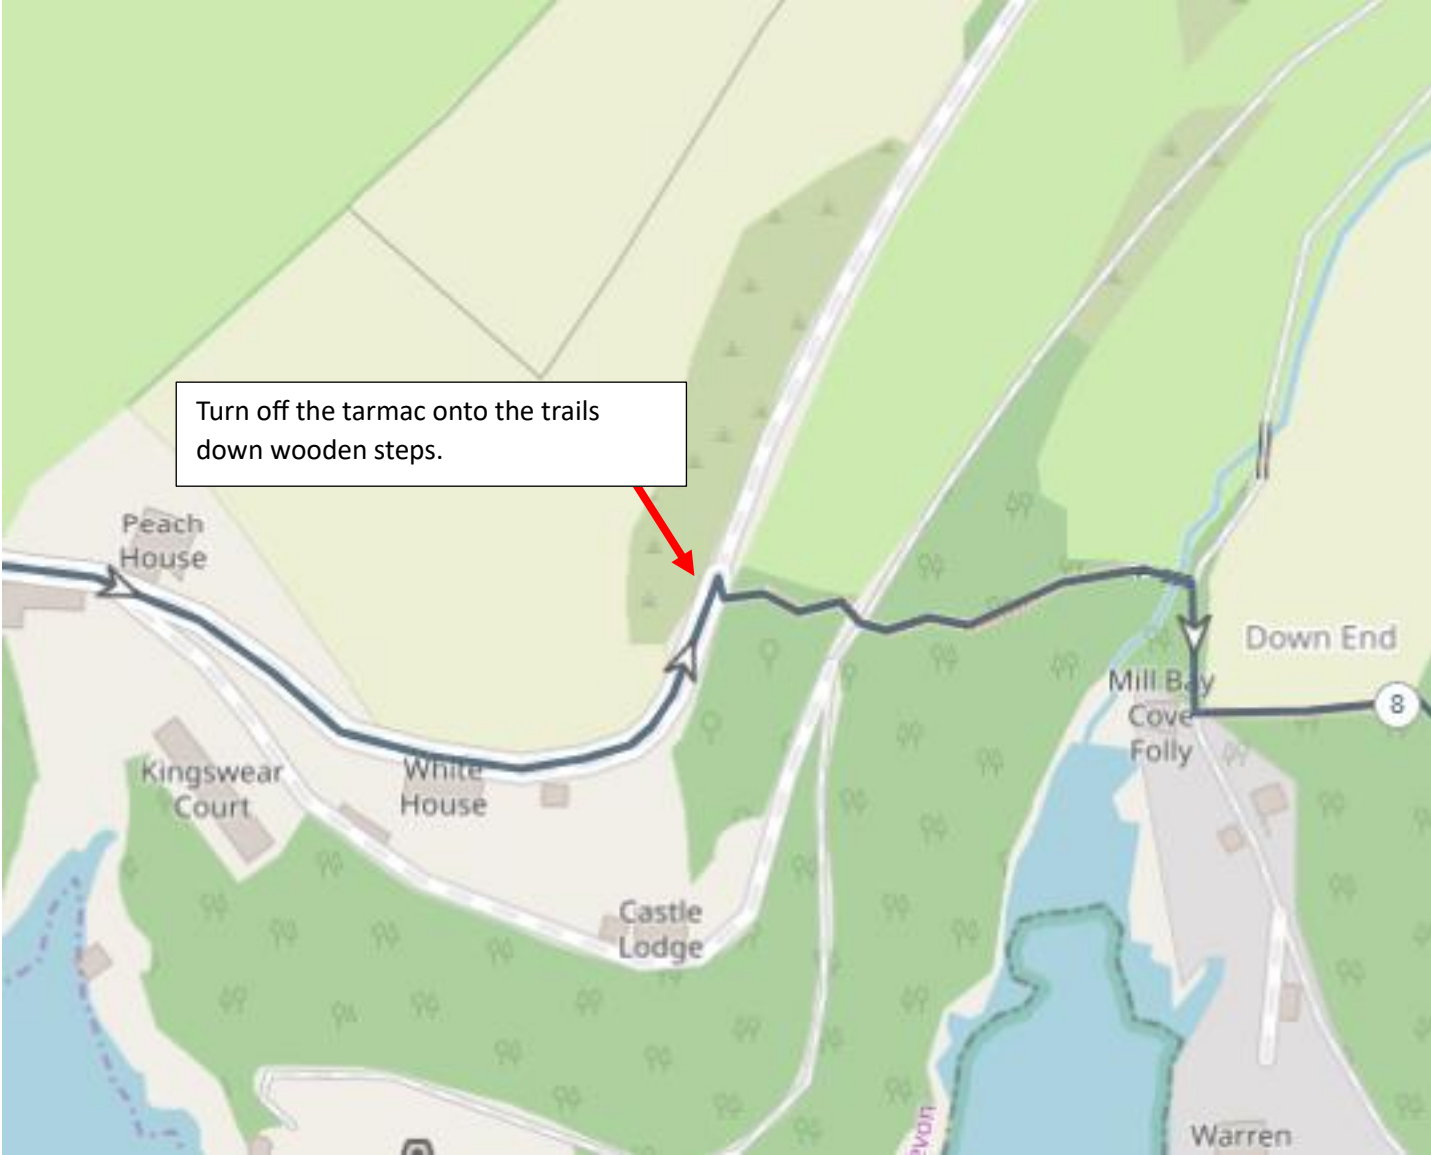 Turn off the tarmac onto the trails
down wooden steps.
Peach
House
Down End
Mill Bay
Cove
Folly
8
Kingswear
Court
White
House
Castle
Lodge
evon
Warren